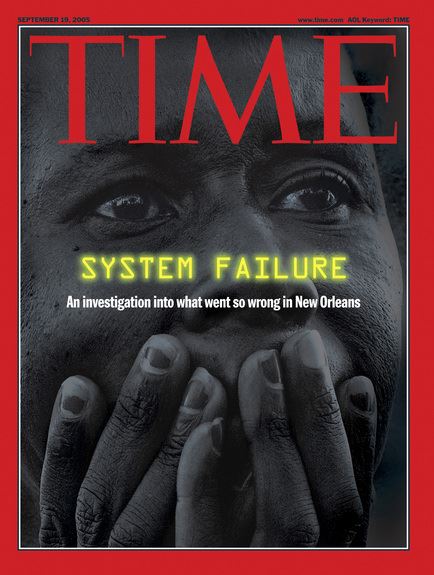 SEPTEMBER 19, 2005 www.time.com AOL Keyword: TIME
TIME
SYSTEM FAILURE
An investigation into what went so wrong in New Orleans